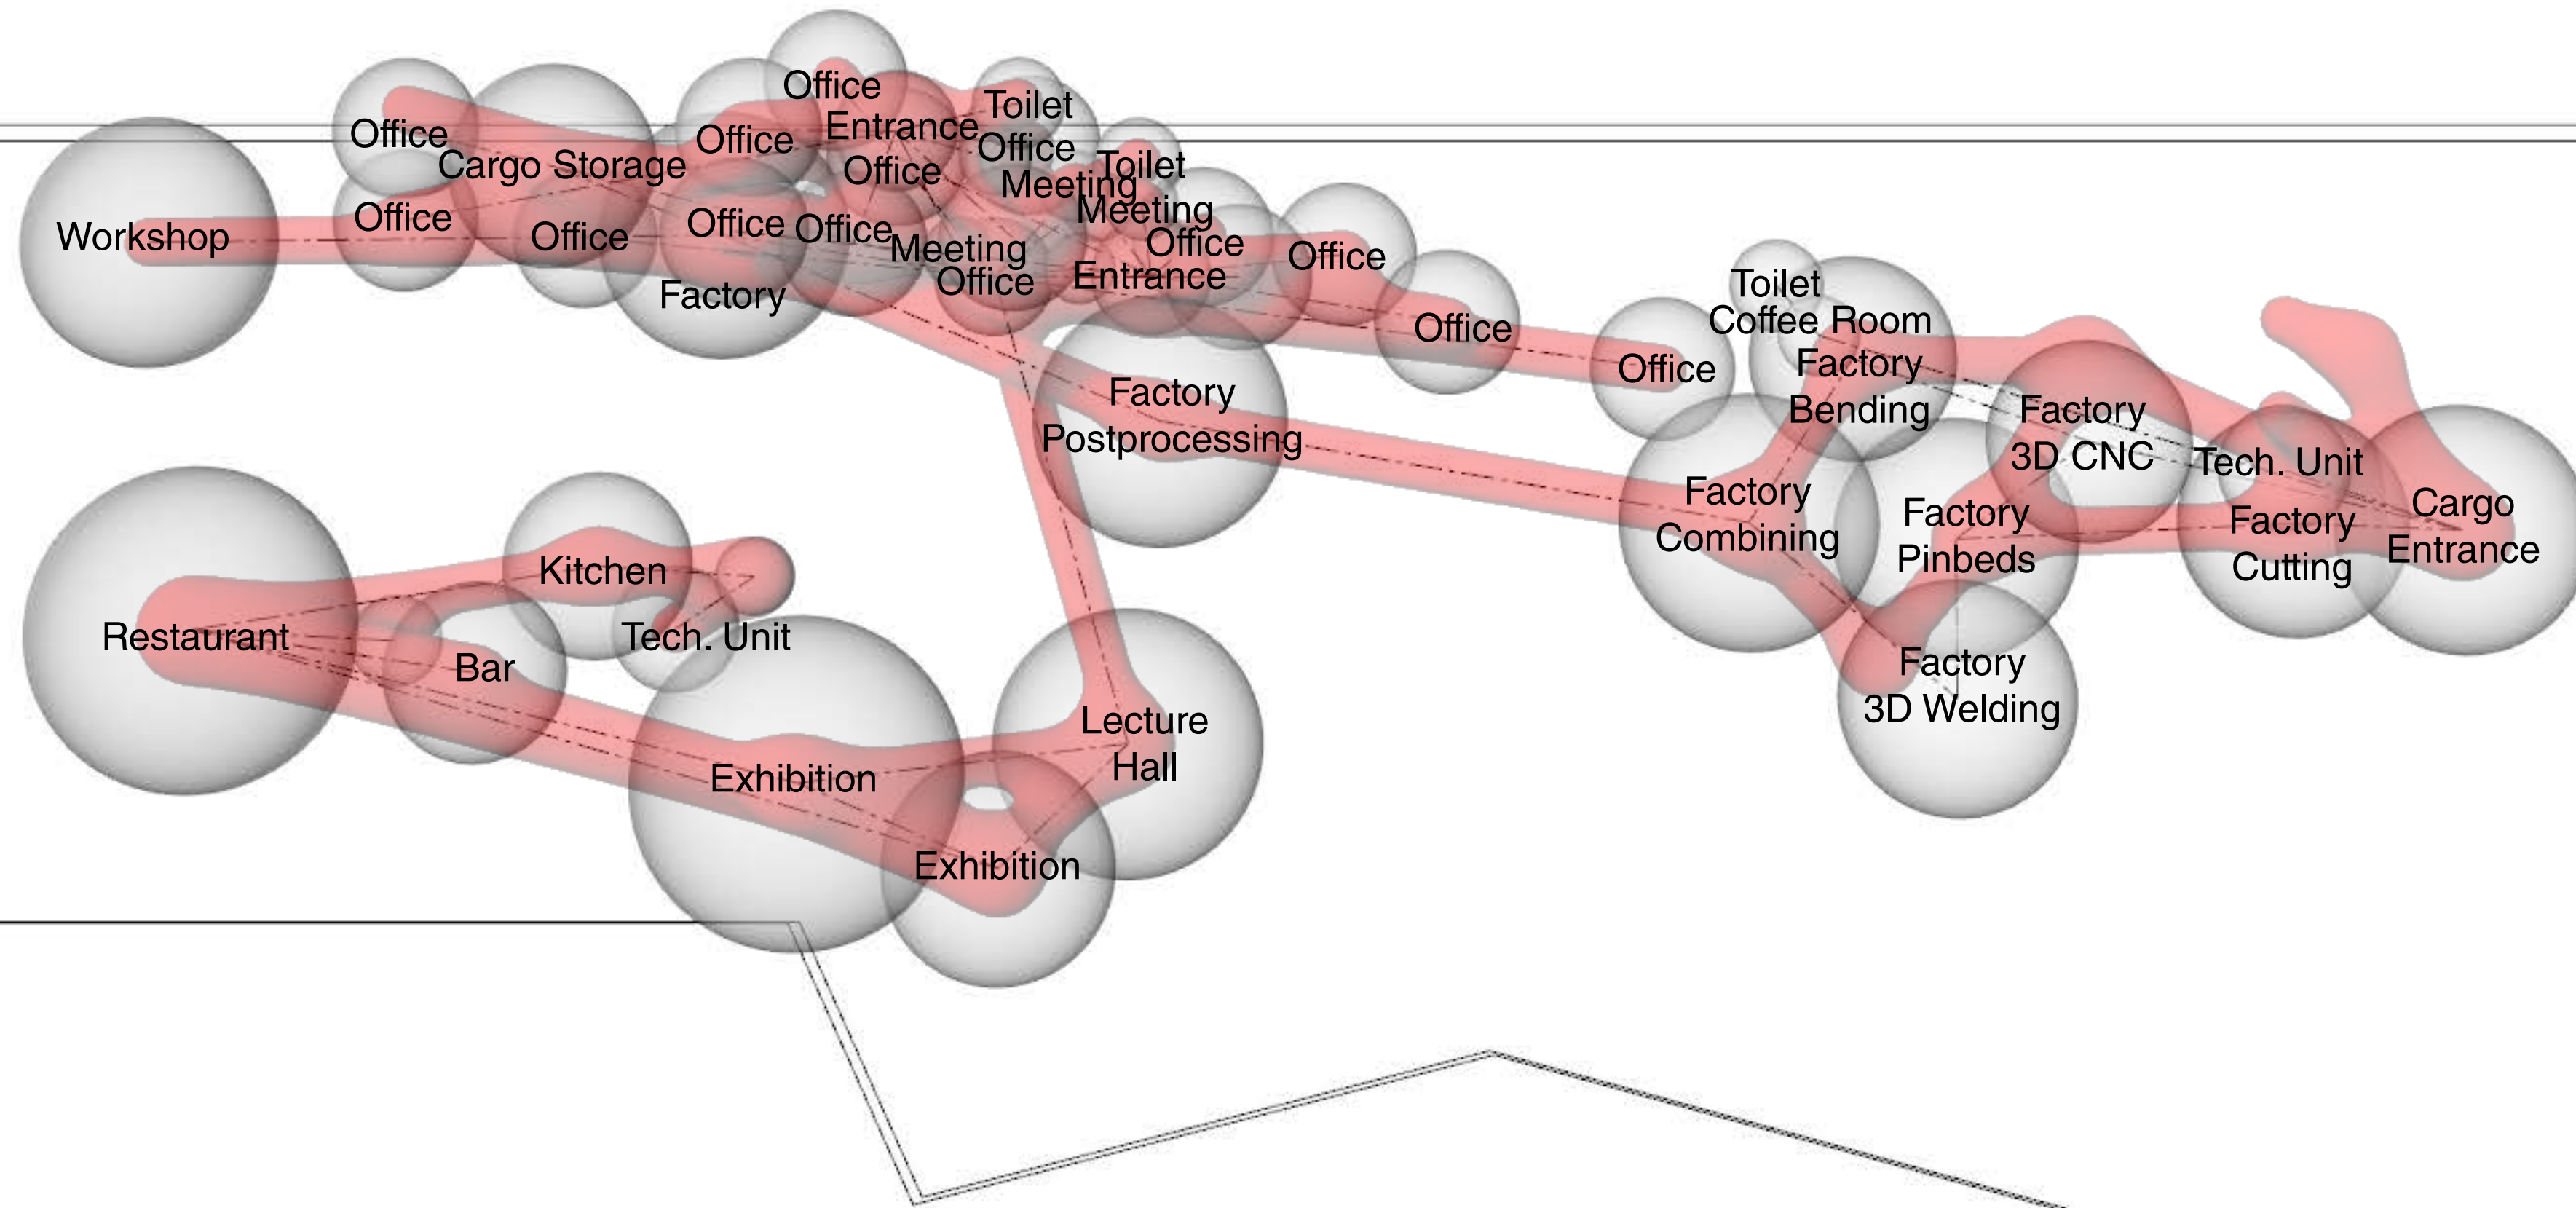 Office
Toilet
Entrance
Office
Office
Office
Cargo Storage
Toilet
Office
Meeting
Meeting
Office
Workshop
Office
Office
Office
Meeting
Office
Office
Entrance
Office
Factory
Office
Office
Toilet
Coffee Room
Factory
Bending
Factory
Postprocessing
Factory
3D CNC
Tech. Unit
Factory
Combining
Factory
Pinbeds
Factory
Cutting
Cargo
Entrance
Kitchen
Restaurant
Tech. Unit
Bar
Factory
3D Welding
Lecture
Hall
Exhibition
Exhibition